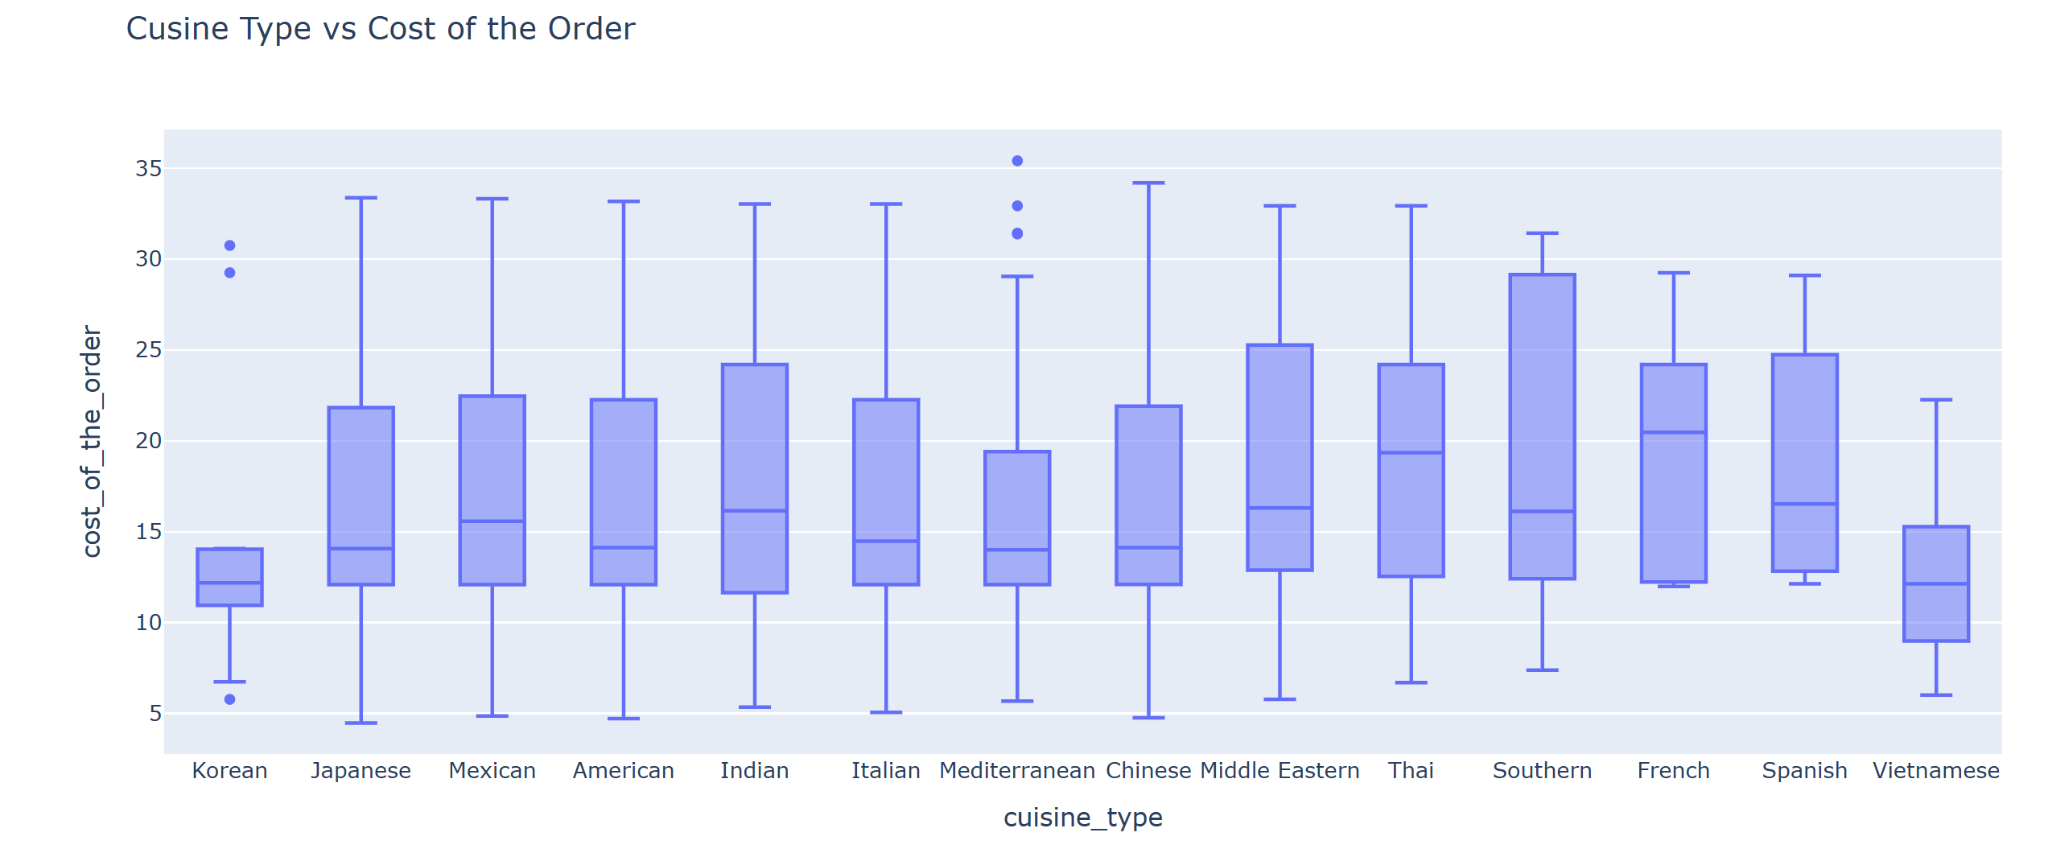 Cusine Type vs Cost of the Order
cost_of_the_order
35
30
25
20
15
10
5
Korean Japanese Mexican American Indian Italian Mediterranean Chinese Middle Eastern Thai Southern French Spanish Vietnamese
cuisine_type